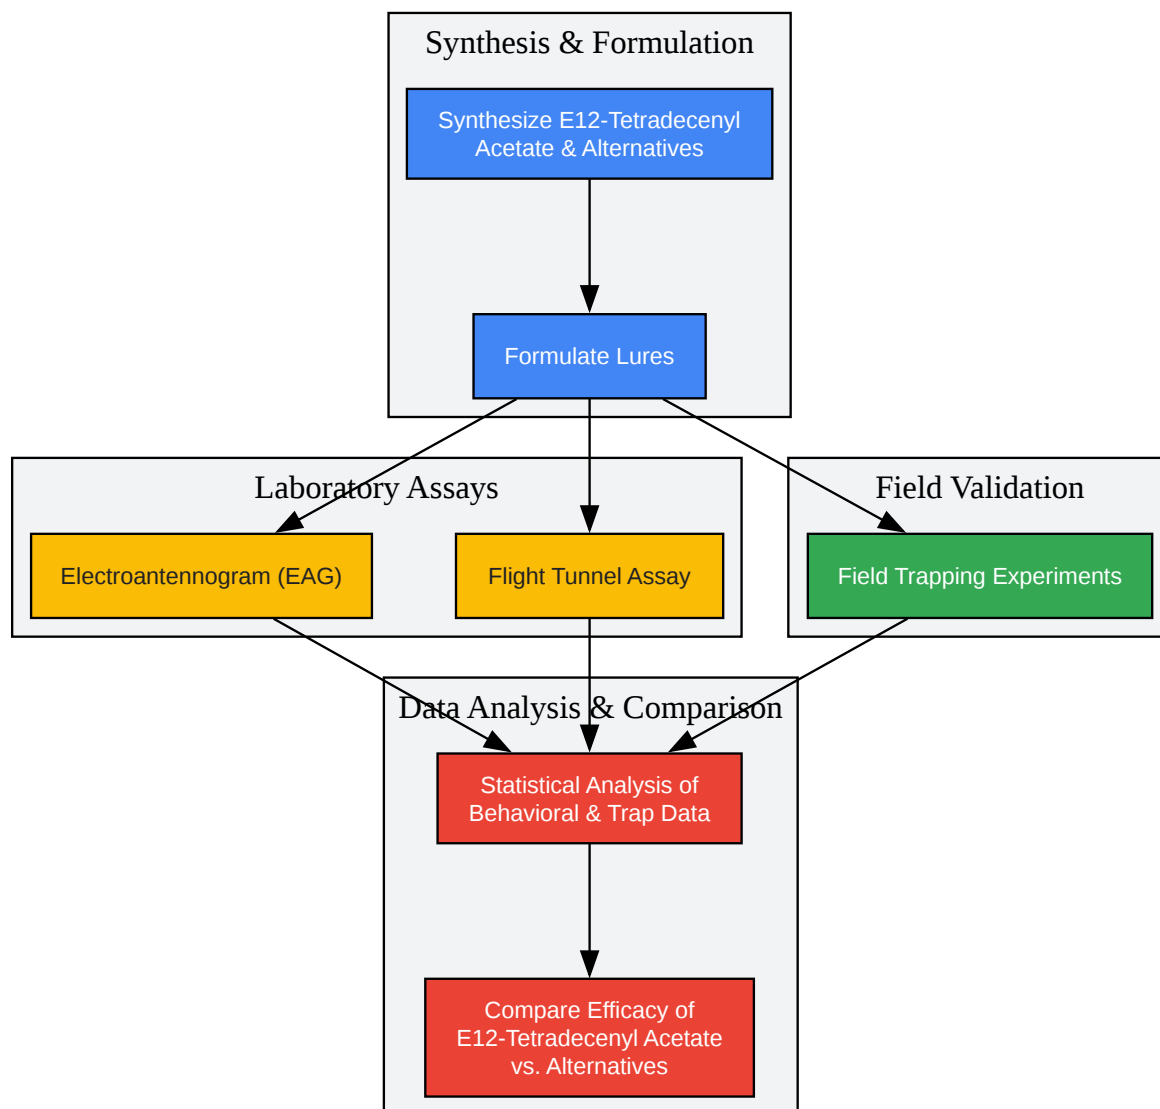 Synthesis & Formulation
Synthesize E12-Tetradecenyl
Acetate & Alternatives
Formulate Lures
Laboratory Assays
Field Validation
Electroantennogram (EAG)
Flight Tunnel Assay
Field Trapping Experiments
Data Analysis & Comparison
Statistical Analysis of
Behavioral & Trap Data
Compare Efficacy of
E12-Tetradecenyl Acetate
vs. Alternatives